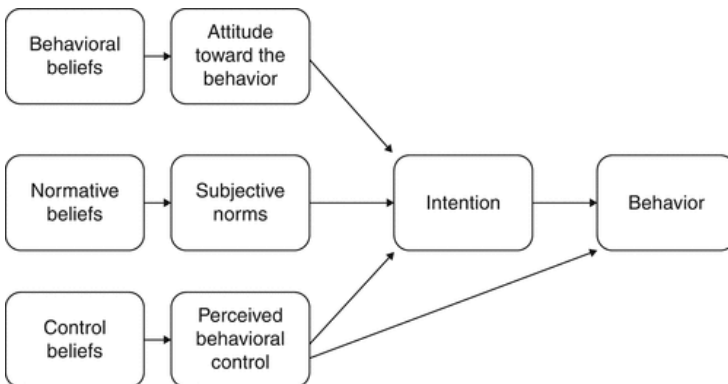 Behavioral
beliefs
Attitude
toward the
behavior
Normative
beliefs
Subjective
norms
Intention
Behavior
Control
beliefs
Perceived
behavioral
control